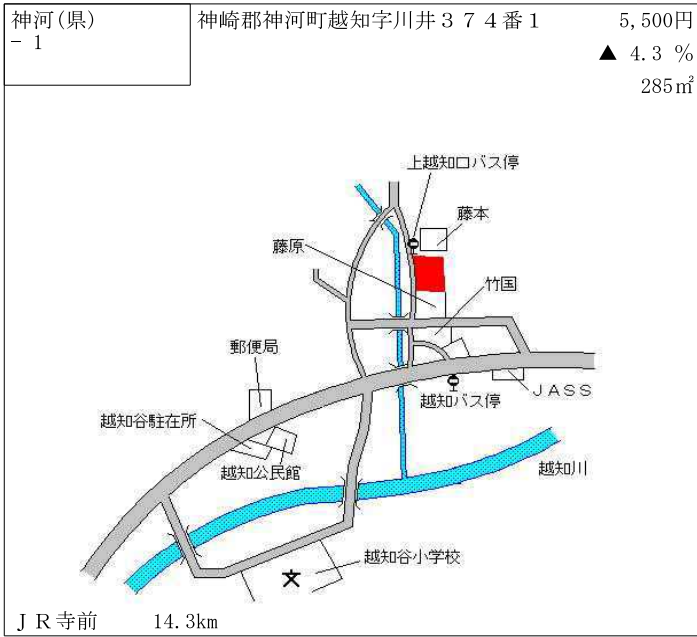 神河(県)
－ 1
神崎郡神河町越知字川井３７４番１
5,500円
▲ 4.3 %
285㎡
上越知口バス停
藤本
藤原
竹国
郵便局
ＪＡＳＳ
越知バス停
越知谷駐在所
越知公民館
越知川
越知谷小学校
文
ＪＲ寺前 14.3km